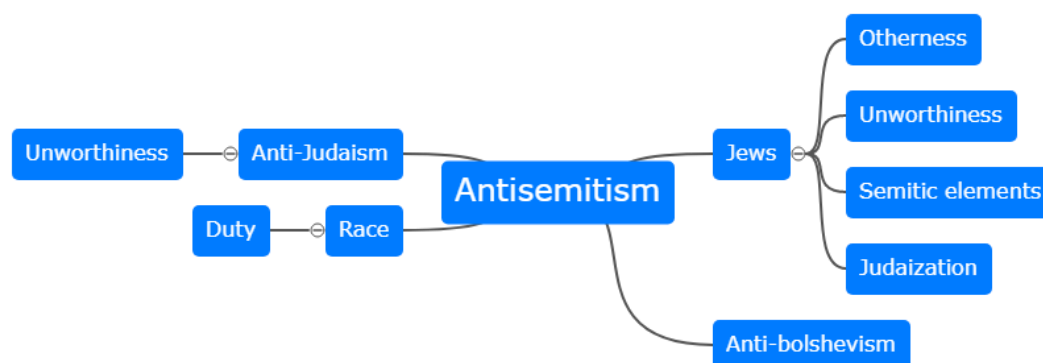 Otherness
Unworthiness
Unworthiness
Anti-Judaism
Jews
Antisemitism
Semitic elements
Duty
Race
Judaization
Anti-bolshevism